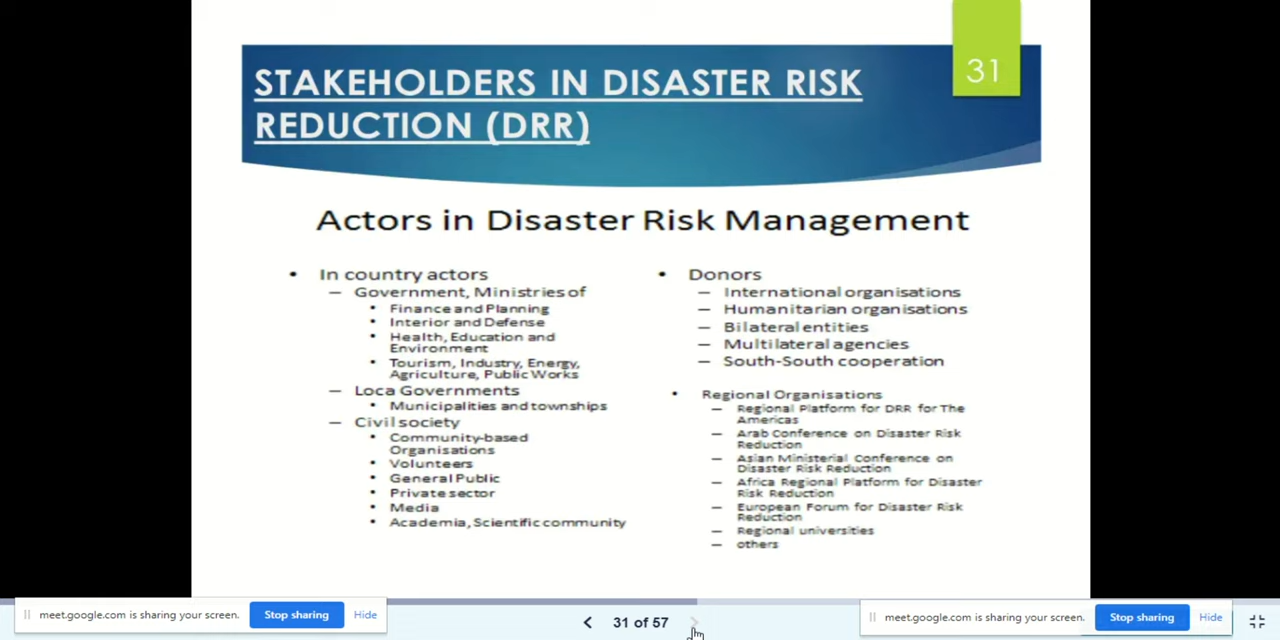 31
STAKEHOLDERS IN DISASTER RISK
REDUCTION (DRR)
Actors in Disaster Risk Management
• In country actors
– Government, Ministries of
• Finance and Planning
• Interior and Defense
• Health, Education and
Environment
• Tourism, Industry, Energy,
Agriculture, Public Works
– Loca Governments
• Municipalities and townships
– Civil society
• Community-based
Organisations
• Volunteers
• General Public
• Private sector
• Media
• Academia, Scientific community
• Donors
– International organisations
– Humanitarian organisations
– Bilateral entities
– Multilateral agencies
– South-South cooperation
• Regional Organisations
– Regional Platform for DRR for The
Americas
– Arab Conference on Disaster Risk
Reduction
– Asian Ministerial Conference on
Disaster Risk Reduction
– Africa Regional Platform for Disaster
Risk Reduction
– European Forum for Disaster Risk
Reduction
– Regional universities
– others
meet.google.com is sharing your screen. Stop sharing Hide
31 of 57
meet.google.com is sharing your screen. Stop sharing Hide